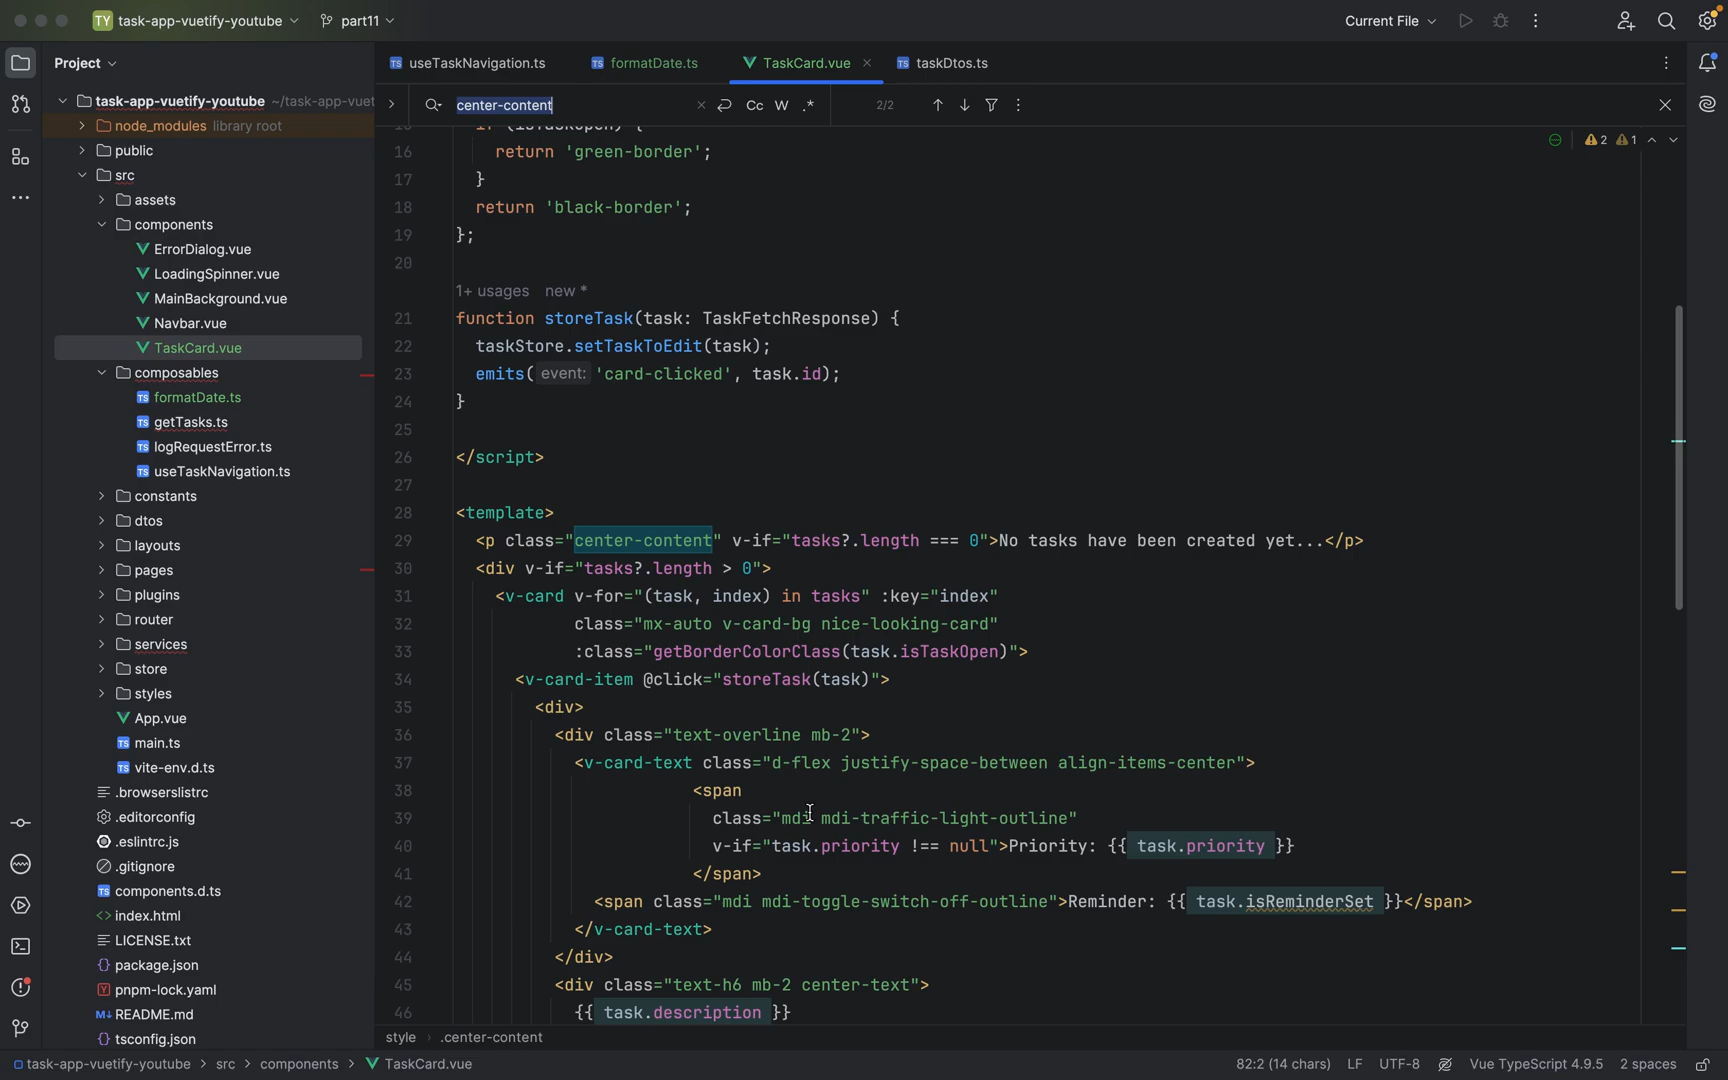 TY task-app-vuetify-youtube part11 Current File
Project
useTaskNavigation.ts formatDate.ts TaskCard.vue taskDtos.ts
center-content Cc W .* 2/2
task-app-vuetify-youtube ~/task-app-vuet
node_modules library root
public
src
assets
components
ErrorDialog.vue
LoadingSpinner.vue
MainBackground.vue
Navbar.vue
TaskCard.vue
composables
formatDate.ts
getTasks.ts
logRequestError.ts
useTaskNavigation.ts
constants
dtos
layouts
pages
plugins
router
services
store
styles
App.vue
main.ts
vite-env.d.ts
.browserslistrc
.editorconfig
.eslintrc.js
.gitignore
components.d.ts
index.html
LICENSE.txt
package.json
pnpm-lock.yaml
README.md
tsconfig.json
2 1
if (isTaskOpen) {
16 return 'green-border';
17 }
18 return 'black-border';
19 };
20
1+ usages new *
21 function storeTask(task: TaskFetchResponse) {
22 taskStore.setTaskToEdit(task);
23 emits( event: 'card-clicked', task.id);
24 }
25
26 </script>
27
28 <template>
29 <p class="center-content" v-if="tasks?.length === 0">No tasks have been created yet...</p>
30 <div v-if="tasks?.length > 0">
31 <v-card v-for="(task, index) in tasks" :key="index"
32 class="mx-auto v-card-bg nice-looking-card"
33 :class="getBorderColorClass(task.isTaskOpen)">
34 <v-card-item @click="storeTask(task)">
35 <div>
36 <div class="text-overline mb-2">
37 <v-card-text class="d-flex justify-space-between align-items-center">
38 <span
39 class="mdi mdi-traffic-light-outline"
40 v-if="task.priority !== null">Priority: {{ task.priority }}
41 </span>
42 <span class="mdi mdi-toggle-switch-off-outline">Reminder: {{ task.isReminderSet }}</span>
43 </v-card-text>
44 </div>
45 <div class="text-h6 mb-2 center-text">
46 {{ task.description }}
style .center-content
task-app-vuetify-youtube > src > components > TaskCard.vue 82:2 (14 chars) LF UTF-8 Vue TypeScript 4.9.5 2 spaces